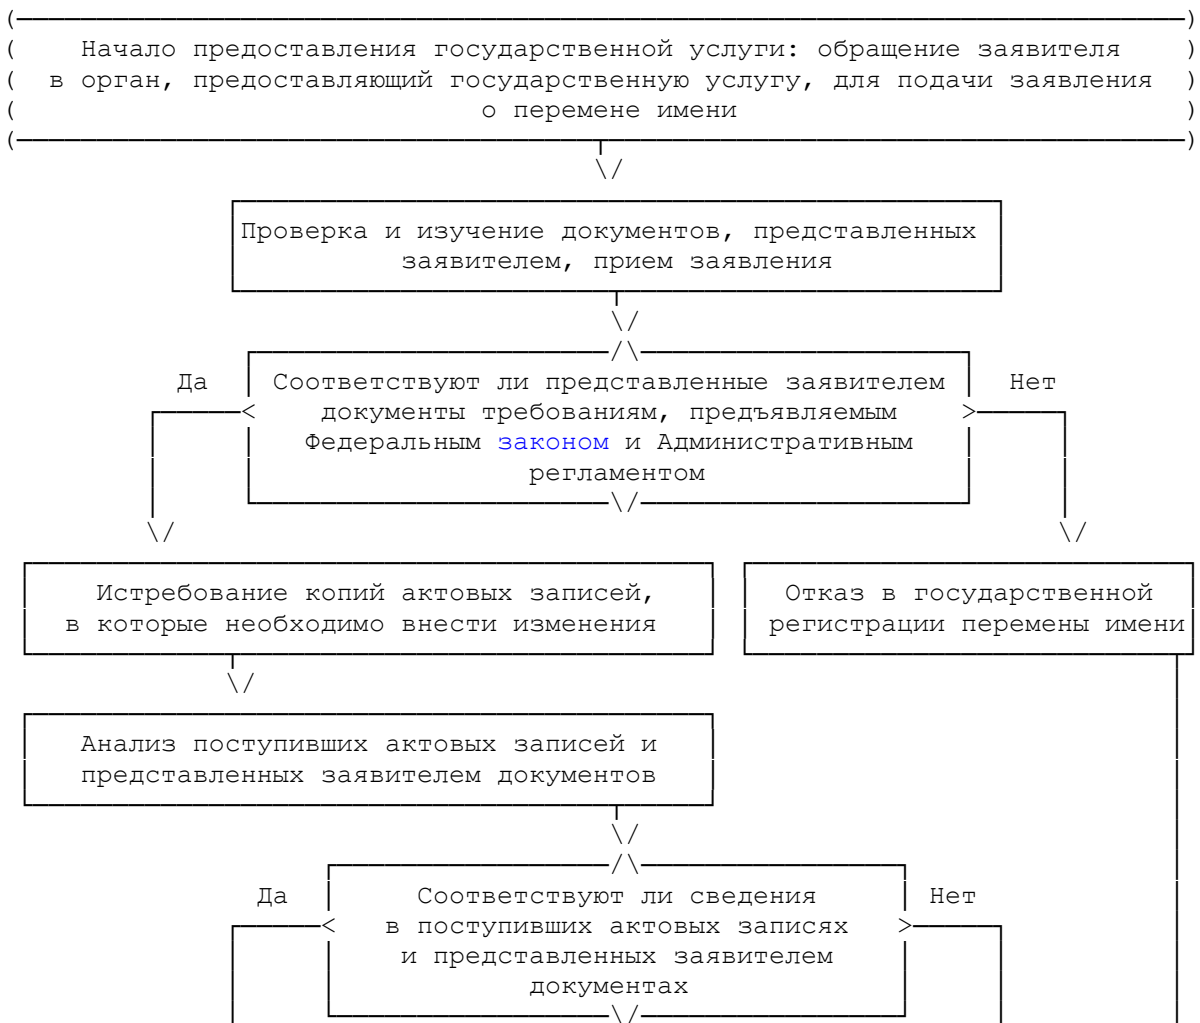 Начало предоставления государственной услуги: обращение заявителя
в орган, предоставляющий государственную услугу, для подачи заявления
о перемене имени
Проверка и изучение документов, представленных
заявителем, прием заявления
Да
Соответствуют ли представленные заявителем
Нет
документы требованиям, предъявляемым
Федеральным законом и Административным
регламентом
Истребование копий актовых записей,
в которые необходимо внести изменения
Отказ в государственной
регистрации перемены имени
Анализ поступивших актовых записей и
представленных заявителем документов
Да
Соответствуют ли сведения
Нет
в поступивших актовых записях
и представленных заявителем
документах